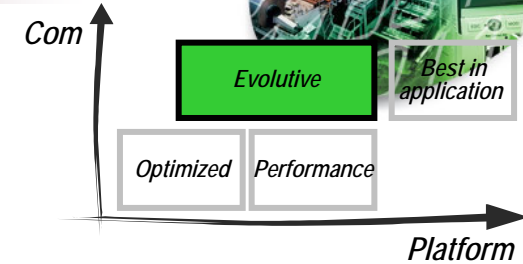 Com
Evolutive
Best in
application
Optimized
Performance
Platform